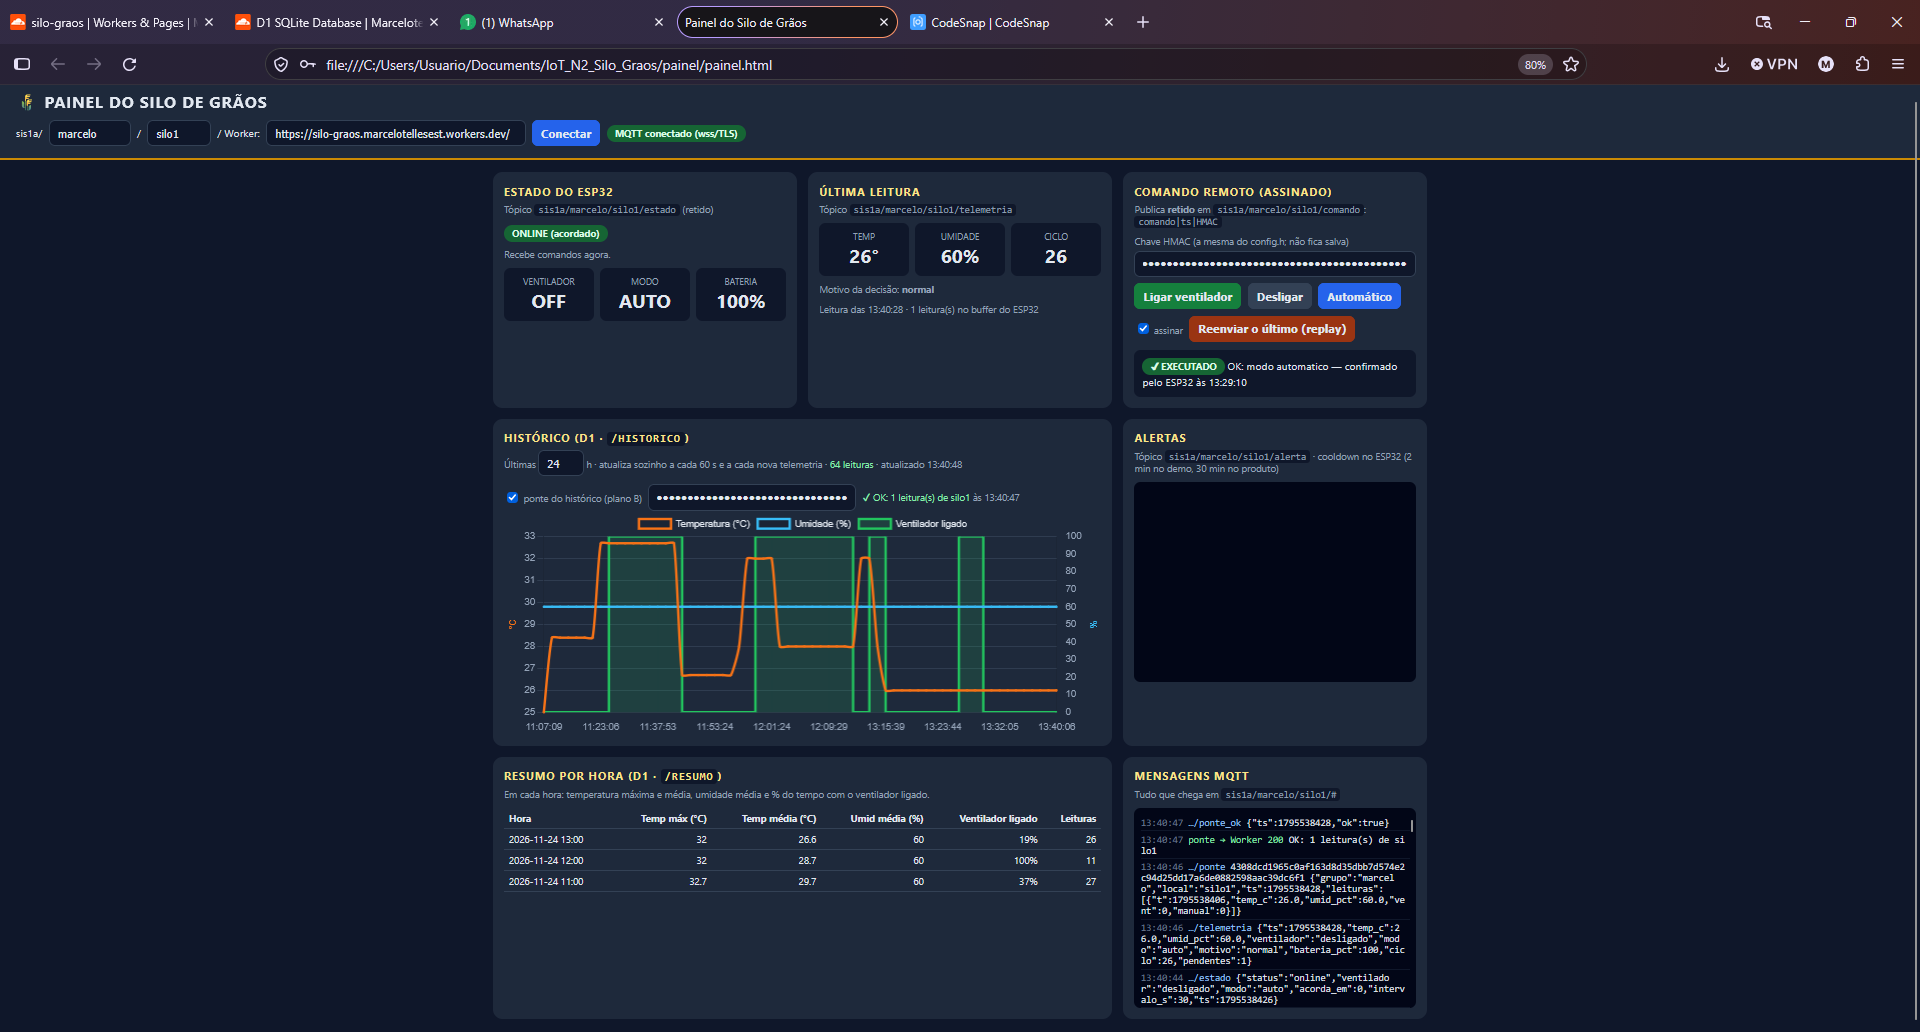 silo-graos | Workers & Pages |
D1 SQLite Database | Marcelote
1 (1) WhatsApp
Painel do Silo de Grãos
CodeSnap | CodeSnap
file:///C:/Users/Usuario/Documents/IoT_N2_Silo_Graos/painel/painel.html
80%
VPN
M
PAINEL DO SILO DE GRÃOS
sis1a/ marcelo / silo1 / Worker: https://silo-graos.marcelotellesest.workers.dev/ Conectar MQTT conectado (wss/TLS)
ESTADO DO ESP32
Tópico sis1a/marcelo/silo1/estado (retido)
ONLINE (acordado)
Recebe comandos agora.
VENTILADOR MODO BATERIA
OFF AUTO 100%
ÚLTIMA LEITURA
Tópico sis1a/marcelo/silo1/telemetria
TEMP UMIDADE CICLO
26° 60% 26
Motivo da decisão: normal
Leitura das 13:40:28 · 1 leitura(s) no buffer do ESP32
COMANDO REMOTO (ASSINADO)
Publica retido em sis1a/marcelo/silo1/comando :
comando|ts|HMAC
Chave HMAC (a mesma do config.h; não fica salva)
Ligar ventilador Desligar Automático
assinar Reenviar o último (replay)
✓ EXECUTADO OK: modo automatico — confirmado
pelo ESP32 às 13:29:10
HISTÓRICO (D1 · /HISTORICO )
Últimas 24 h · atualiza sozinho a cada 60 s e a cada nova telemetria · 64 leituras · atualizado 13:40:48
ponte do histórico (plano B) ✓ OK: 1 leitura(s) de silo1 às 13:40:47
Temperatura (°C) Umidade (%) Ventilador ligado
33 100
90
32
80
31
70
30 60
°C 29 50 %
28 40
30
27
20
26 10
25 0
11:07:09 11:23:06 11:37:53 11:53:24 12:01:24 12:09:29 13:15:39 13:23:44 13:32:05 13:40:06
ALERTAS
Tópico sis1a/marcelo/silo1/alerta · cooldown no ESP32 (2
min no demo, 30 min no produto)
RESUMO POR HORA (D1 · /RESUMO )
Em cada hora: temperatura máxima e média, umidade média e % do tempo com o ventilador ligado.
Hora Temp máx (°C) Temp média (°C) Umid média (%) Ventilador ligado Leituras
2026-11-24 13:00 32 26.6 60 19% 26
2026-11-24 12:00 32 28.7 60 100% 11
2026-11-24 11:00 32.7 29.7 60 37% 27
MENSAGENS MQTT
Tudo que chega em sis1a/marcelo/silo1/#
13:40:47 …/ponte_ok {"ts":1795538428,"ok":true}
13:40:47 ponte → Worker 200 OK: 1 leitura(s) de si
lo1
13:40:46 …/ponte 4308dcd1965c0af163d8d35dbb7d574e2
c94d25dd17a6de0882598aac39dc6f1 {"grupo":"marcel
o","local":"silo1","ts":1795538428,"leituras":
[{"t":1795538406,"temp_c":26.0,"umid_pct":60.0,"ve
nt":0,"manual":0}]}
13:40:46 …/telemetria {"ts":1795538428,"temp_c":2
6.0,"umid_pct":60.0,"ventilador":"desligado","mod
o":"auto","motivo":"normal","bateria_pct":100,"cic
lo":26,"pendentes":1}
13:40:44 …/estado {"status":"online","ventilado
r":"desligado","modo":"auto","acorda_em":0,"interv
alo_s":30,"ts":1795538426}